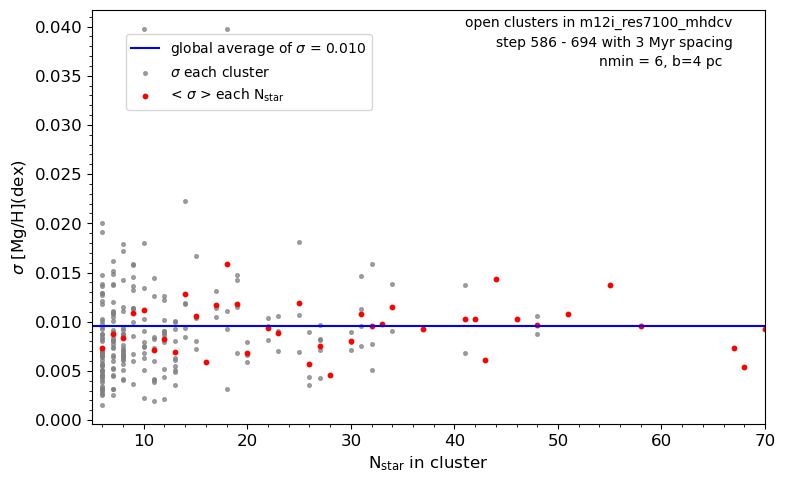 open clusters in m12i_res7100_mhdcv
step 586 - 694 with 3 Myr spacing
nmin = 6, b=4 pc
global average of σ = 0.010
σ each cluster
< σ > each Nstar
σ [Mg/H](dex)
0.040
0.035
0.030
0.025
0.020
0.015
0.010
0.005
0.000
10 20 30 40 50 60 70
Nstar in cluster